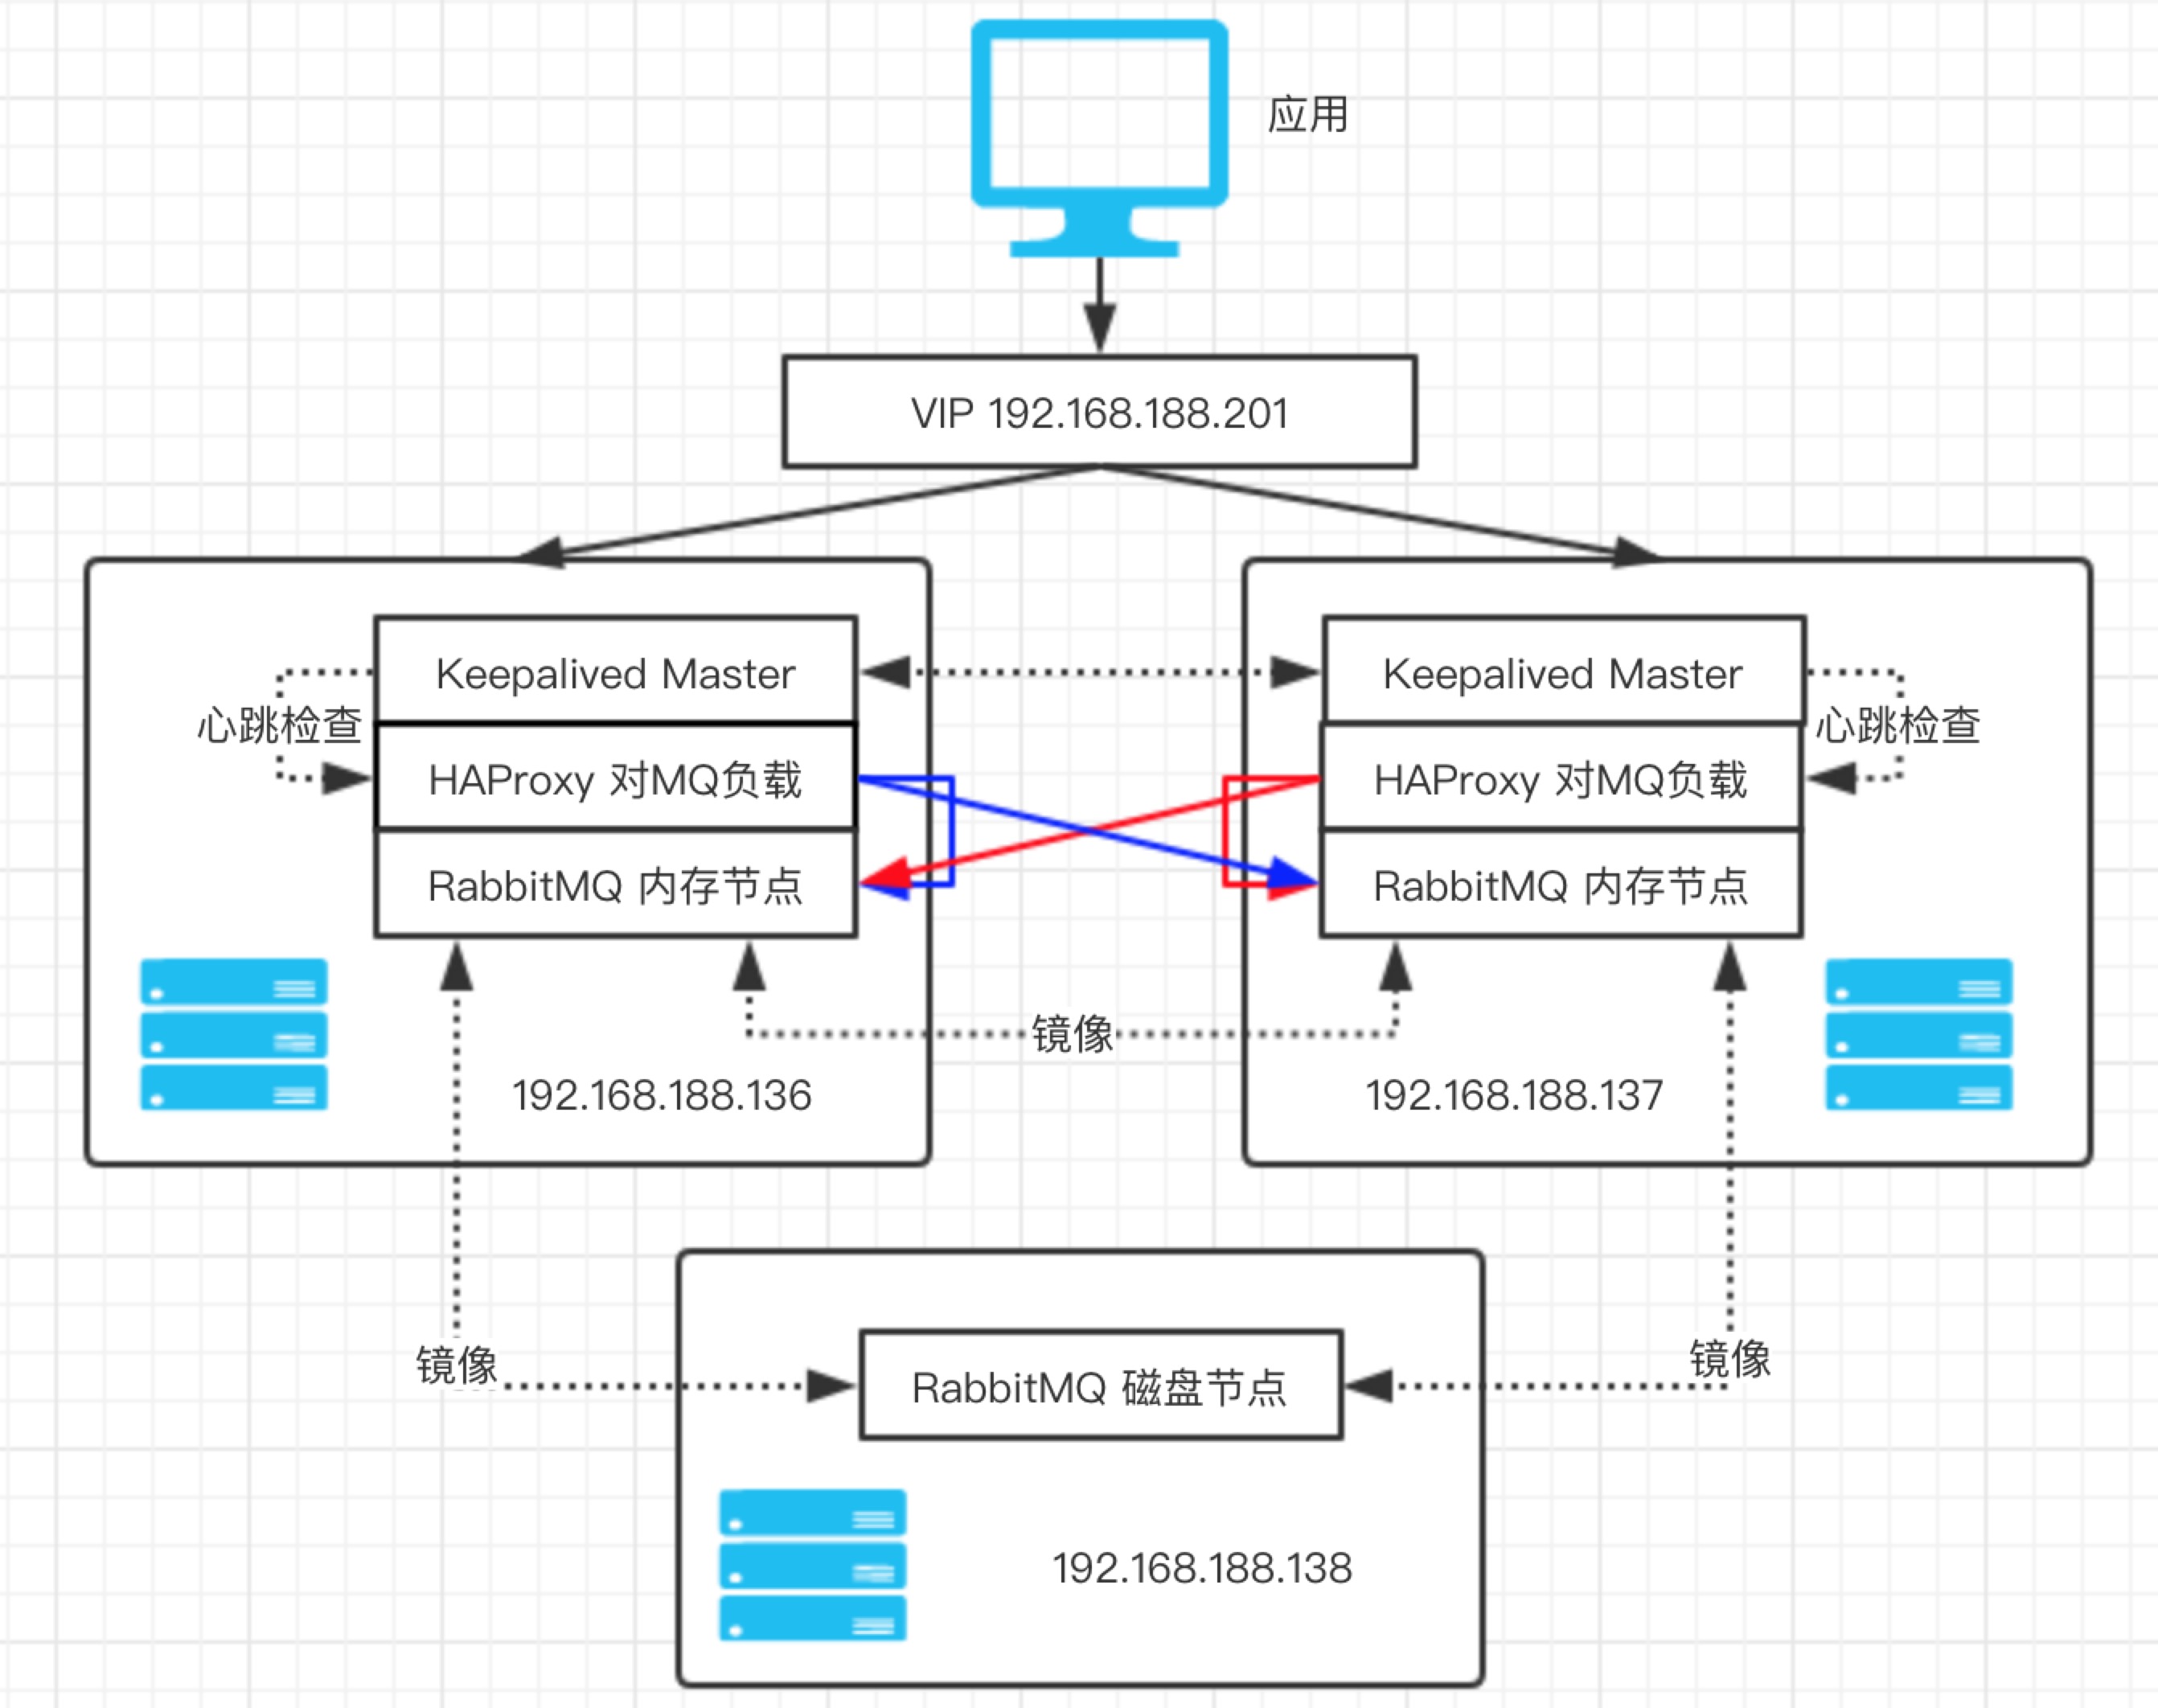 应用
VIP 192.168.188.201
Keepalived Master
心跳检查
HAProxy 对MQ负载
RabbitMQ 内存节点
192.168.188.136
Keepalived Master
心跳检查
HAProxy 对MQ负载
RabbitMQ 内存节点
192.168.188.137
镜像
镜像
镜像
RabbitMQ 磁盘节点
192.168.188.138